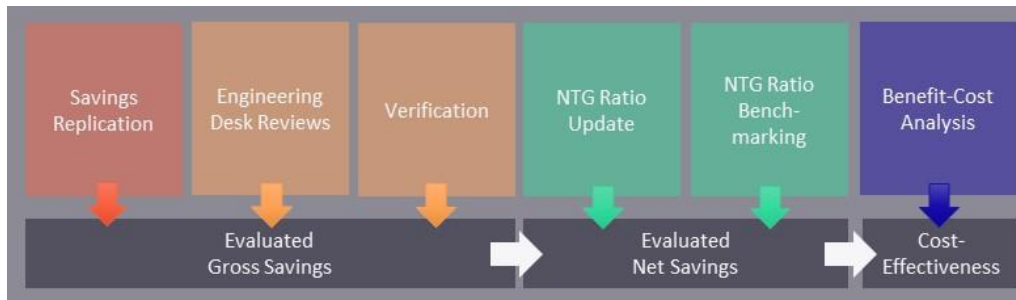 Savings
Replication
Engineering
Desk Reviews
Verification
NTG Ratio
Update
NTG Ratio
Bench-
marking
Benefit-Cost
Analysis
Evaluated
Gross Savings
Evaluated
Net Savings
Cost-
Effectiveness